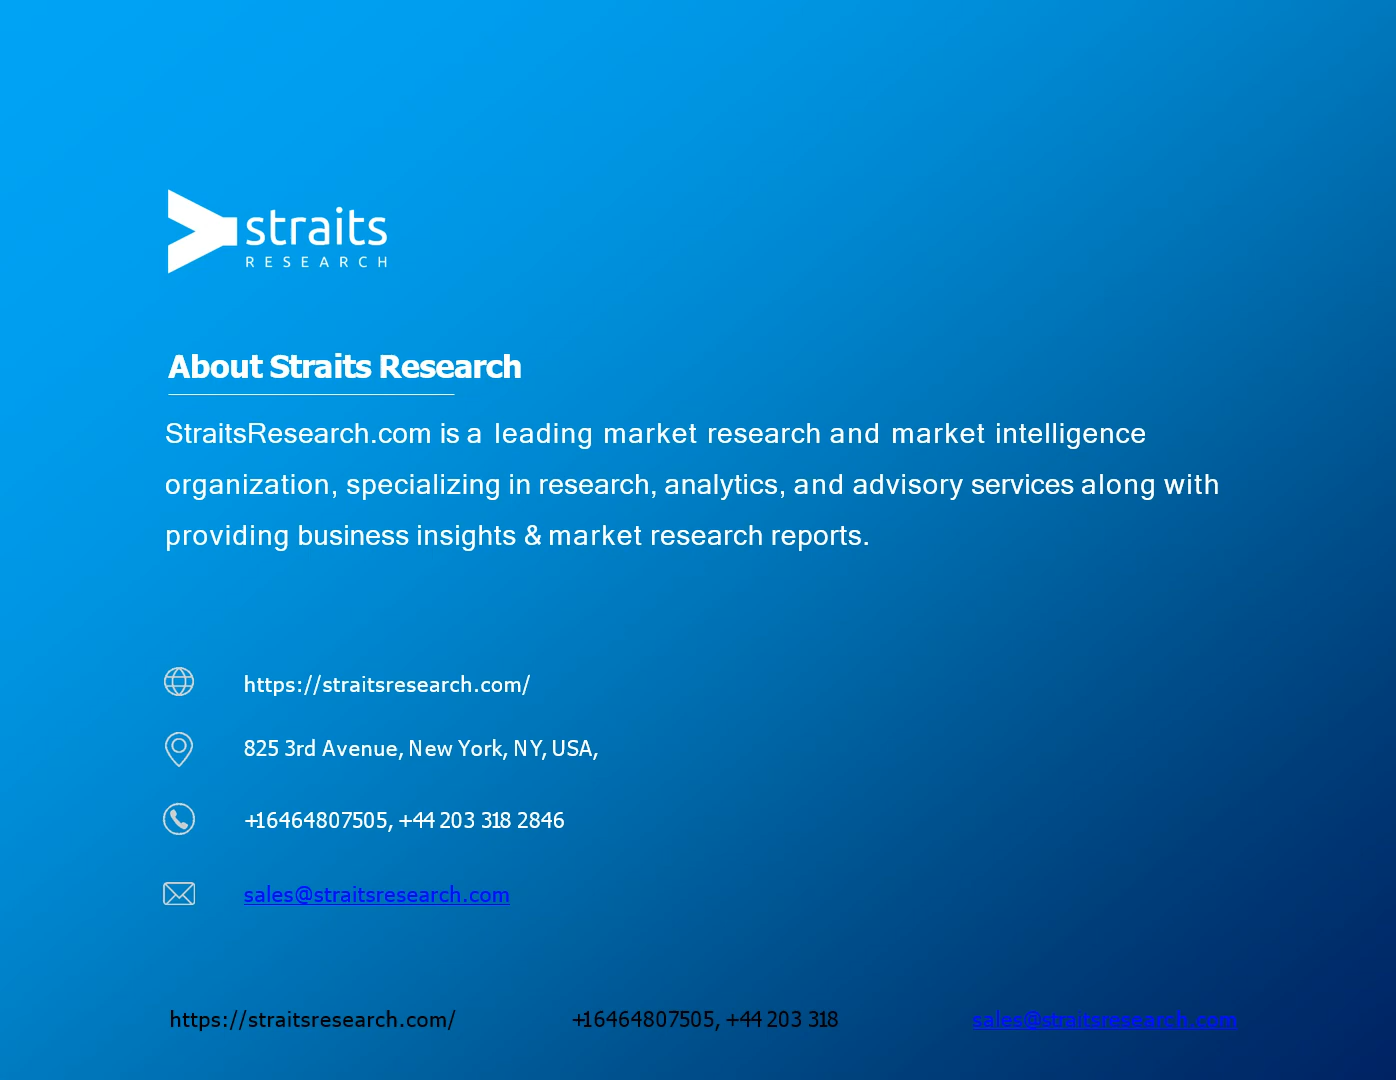 straits
RESEARCH
About Straits Research
StraitsResearch.com is a leading market research and market intelligence
organization, specializing in research, analytics, and advisory services along with
providing business insights & market research reports.
https://straitsresearch.com/
825 3rd Avenue, New York, NY, USA,
+16464807505, +44 203 318 2846
sales@straitsresearch.com
https://straitsresearch.com/ +16464807505, +44 203 318 sales@straitsresearch.com